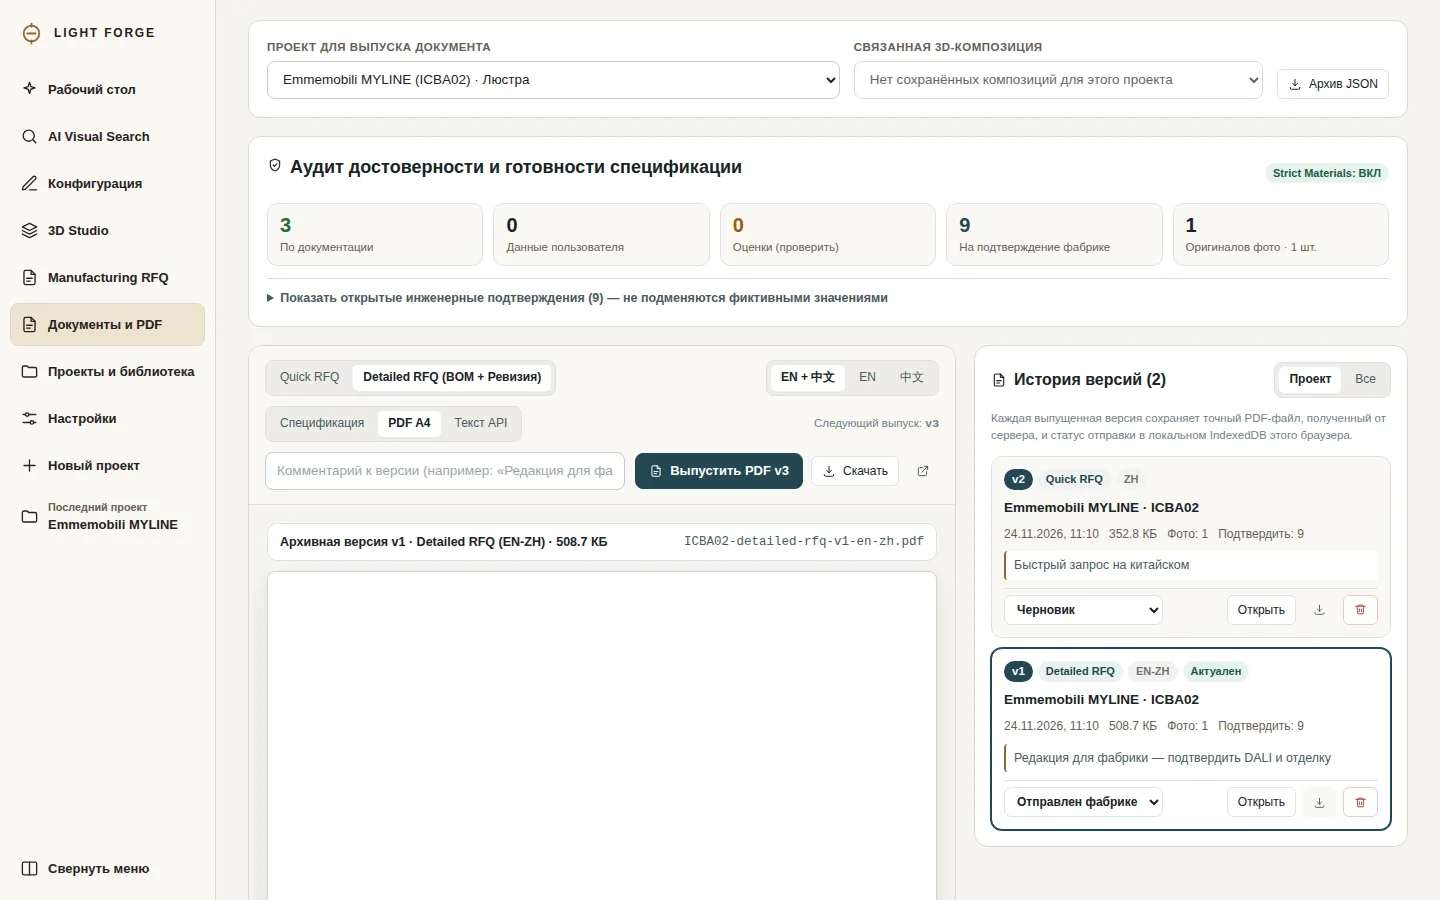 LIGHT FORGE
Рабочий стол
AI Visual Search
Конфигурация
3D Studio
Manufacturing RFQ
Документы и PDF
Проекты и библиотека
Настройки
Новый проект
Последний проект
Emmemobili MYLINE
Свернуть меню
ПРОЕКТ ДЛЯ ВЫПУСКА ДОКУМЕНТА
Emmemobili MYLINE (ICBA02) · Люстра
СВЯЗАННАЯ 3D-КОМПОЗИЦИЯ
Нет сохранённых композиций для этого проекта
Архив JSON
Аудит достоверности и готовности спецификации
Strict Materials: ВКЛ
3
По документации
0
Данные пользователя
0
Оценки (проверить)
9
На подтверждение фабрике
1
Оригиналов фото · 1 шт.
Показать открытые инженерные подтверждения (9) — не подменяются фиктивными значениями
Quick RFQ
Detailed RFQ (BOM + Ревизия)
EN + 中文
EN
中文
Спецификация
PDF A4
Текст API
Следующий выпуск: v3
Комментарий к версии (например: «Редакция для фа
Выпустить PDF v3
Скачать
Архивная версия v1 · Detailed RFQ (EN-ZH) · 508.7 КБ
ICBA02-detailed-rfq-v1-en-zh.pdf
История версий (2)
Проект
Все
Каждая выпущенная версия сохраняет точный PDF-файл, полученный от
сервера, и статус отправки в локальном IndexedDB этого браузера.
v2 Quick RFQ ZH
Emmemobili MYLINE · ICBA02
24.11.2026, 11:10 352.8 КБ Фото: 1 Подтвердить: 9
Быстрый запрос на китайском
Черновик
Открыть
v1 Detailed RFQ EN-ZH Актуален
Emmemobili MYLINE · ICBA02
24.11.2026, 11:10 508.7 КБ Фото: 1 Подтвердить: 9
Редакция для фабрики — подтвердить DALI и отделку
Отправлен фабрике
Открыть